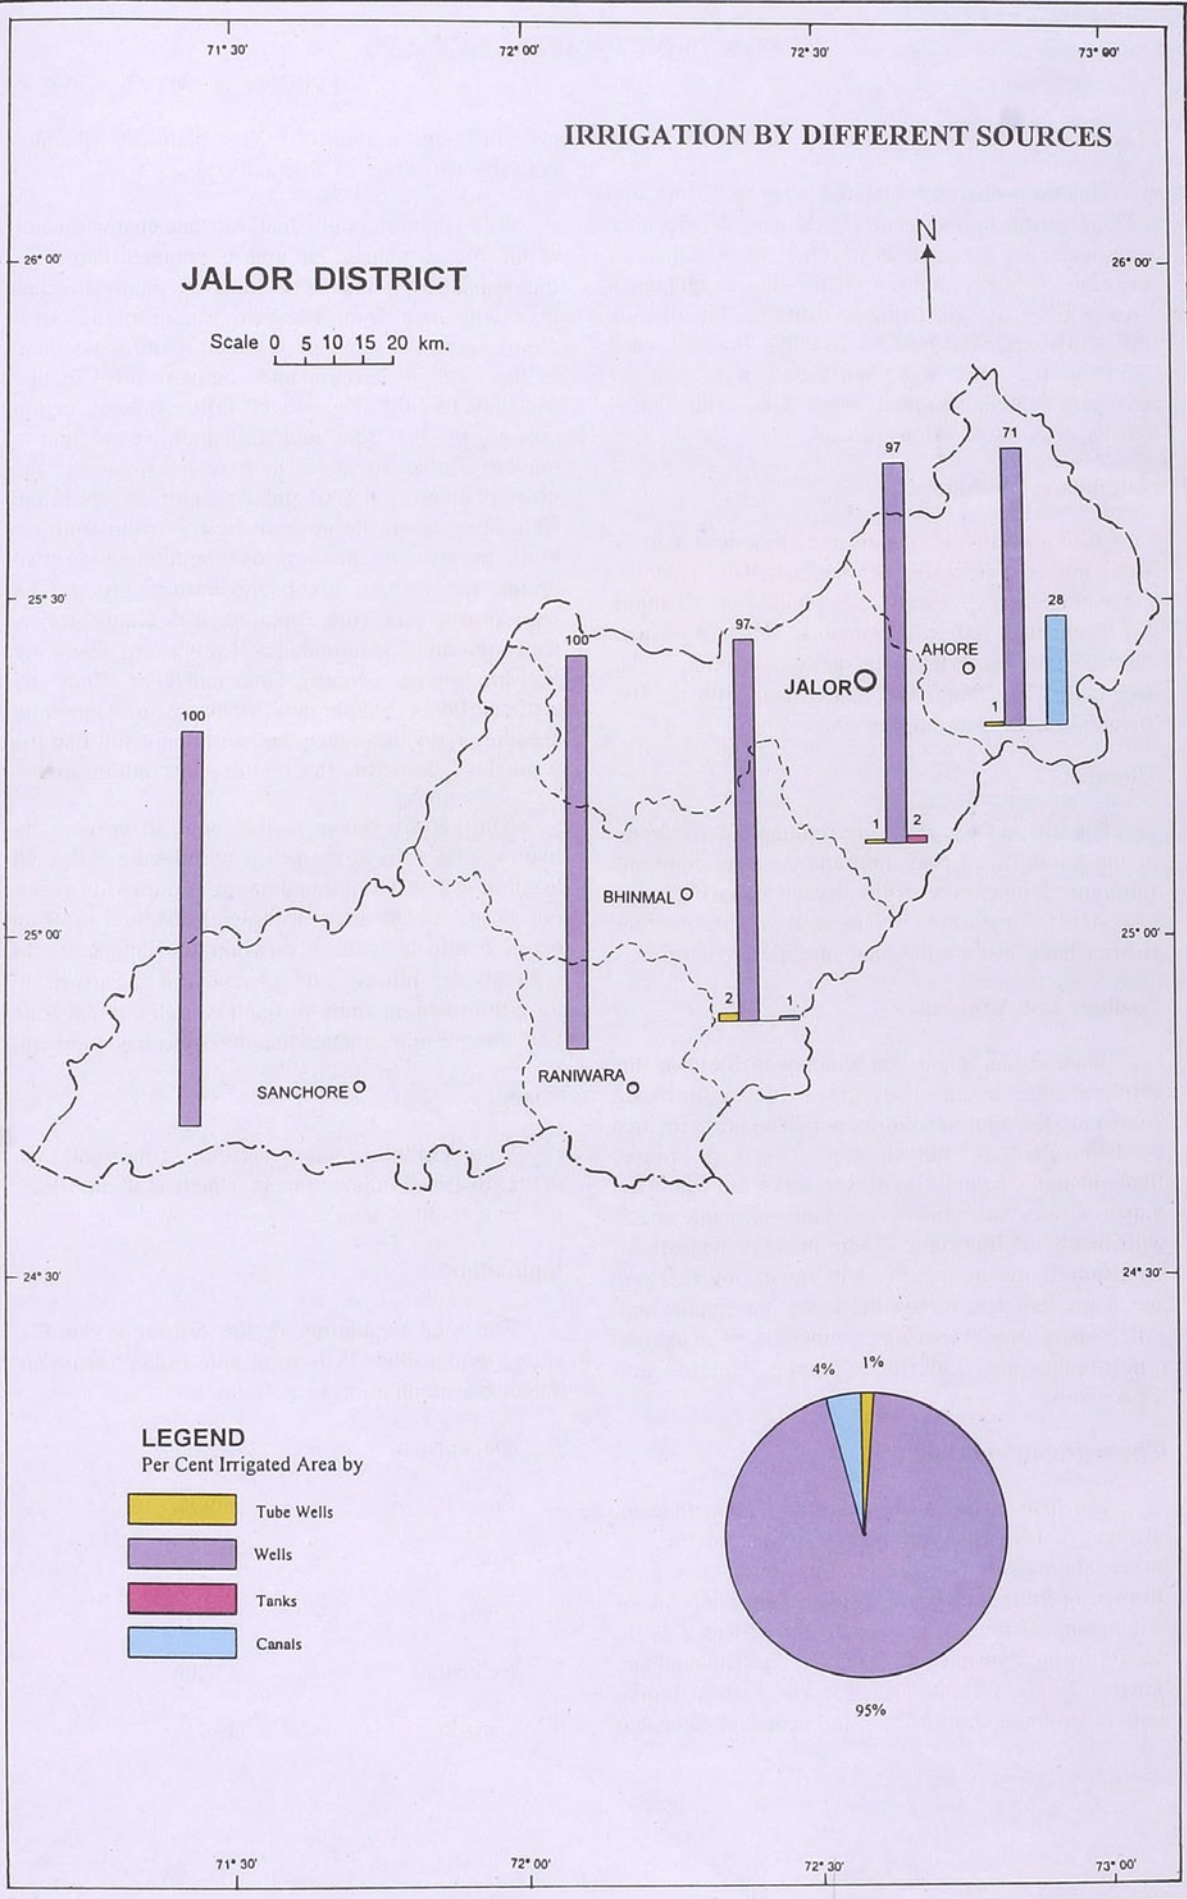 71° 30'
72° 00'
72° 30'
73° 00'
IRRIGATION BY DIFFERENT SOURCES
N
26° 00'
26° 00'
JALOR DISTRICT
Scale 0 5 10 15 20 km.
97
71
25° 30'
28
100
97
AHORE
JALOR
1
100
1
2
BHINMAL
25° 00'
25° 00'
2
1
RANIWARA
SANCHORE
24° 30'
24° 30'
4%
1%
LEGEND
Per Cent Irrigated Area by
Tube Wells
Wells
Tanks
Canals
95%
71° 30'
72° 00'
72° 30'
73° 00'